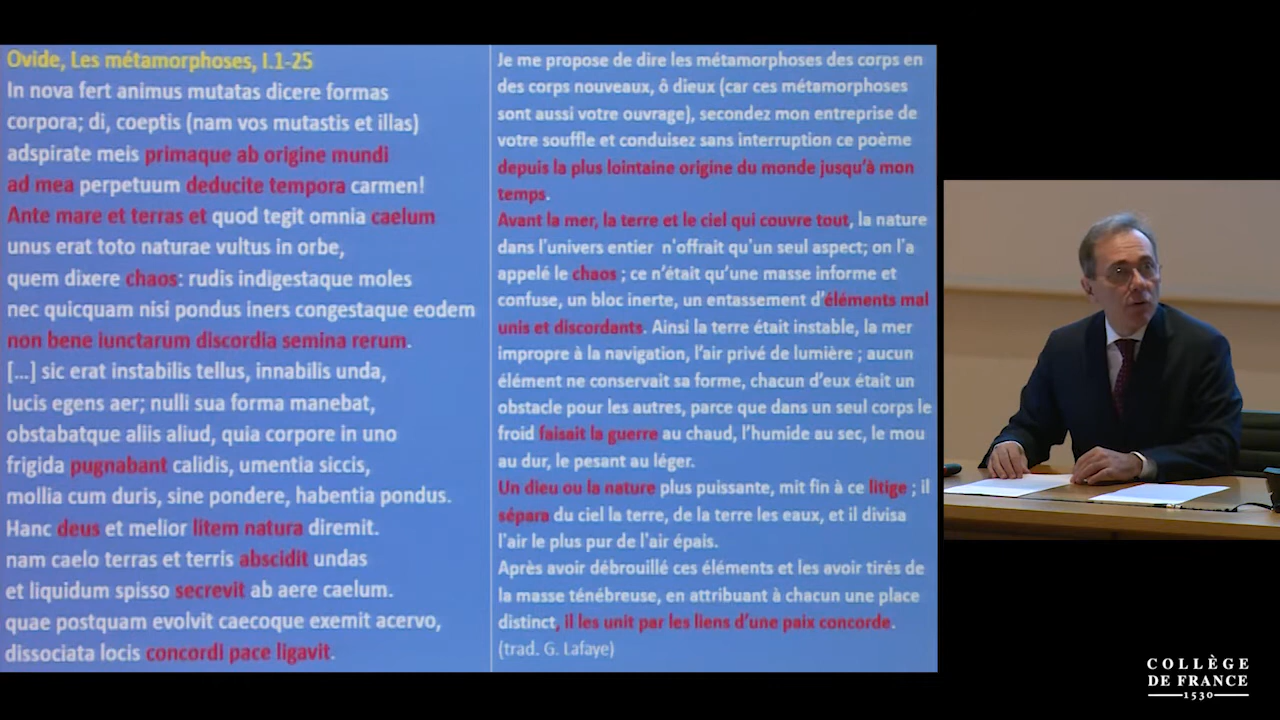 Ovide, Les métamorphoses, I.1-25
In nova fert animus mutatas dicere formas
corpora; di, coeptis (nam vos mutastis et illas)
adspirate meis primaque ab origine mundi
ad mea perpetuum deducite tempora carmen!
Ante mare et terras et quod tegit omnia caelum
unus erat toto naturae vultus in orbe,
quem dixere chaos: rudis indigestaque moles
nec quicquam nisi pondus iners congestaque eodem
non bene iunctarum discordia semina rerum.
[...] sic erat instabilis tellus, innabilis unda,
lucis egens aer; nulli sua forma manebat,
obstabatque aliis aliud, quia corpore in uno
frigida pugnabant calidis, umentia siccis,
mollia cum duris, sine pondere, habentia pondus.
Hanc deus et melior litem natura diremit.
nam caelo terras et terris abscidit undas
et liquidum spisso secrevit ab aere caelum.
quae postquam evolvit caecoque exemit acervo,
dissociata locis concordi pace ligavit.
Je me propose de dire les métamorphoses des corps en
des corps nouveaux, ô dieux (car ces métamorphoses
sont aussi votre ouvrage), secondez mon entreprise de
votre souffle et conduisez sans interruption ce poème
depuis la plus lointaine origine du monde jusqu'à mon
temps.
Avant la mer, la terre et le ciel qui couvre tout, la nature
dans l'univers entier n'offrait qu'un seul aspect; on l'a
appelé le chaos ; ce n'était qu'une masse informe et
confuse, un bloc inerte, un entassement d'éléments mal
unis et discordants. Ainsi la terre était instable, la mer
impropre à la navigation, l'air privé de lumière ; aucun
élément ne conservait sa forme, chacun d'eux était un
obstacle pour les autres, parce que dans un seul corps le
froid faisait la guerre au chaud, l'humide au sec, le mou
au dur, le pesant au léger.
Un dieu ou la nature plus puissante, mit fin à ce litige ; il
sépara du ciel la terre, de la terre les eaux, et il divisa
l'air le plus pur de l'air épais.
Après avoir débrouillé ces éléments et les avoir tirés de
la masse ténébreuse, en attribuant à chacun une place
distinct, il les unit par les liens d'une paix concorde.
(trad. G. Lafaye)
COLLÈGE
DE FRANCE
1530